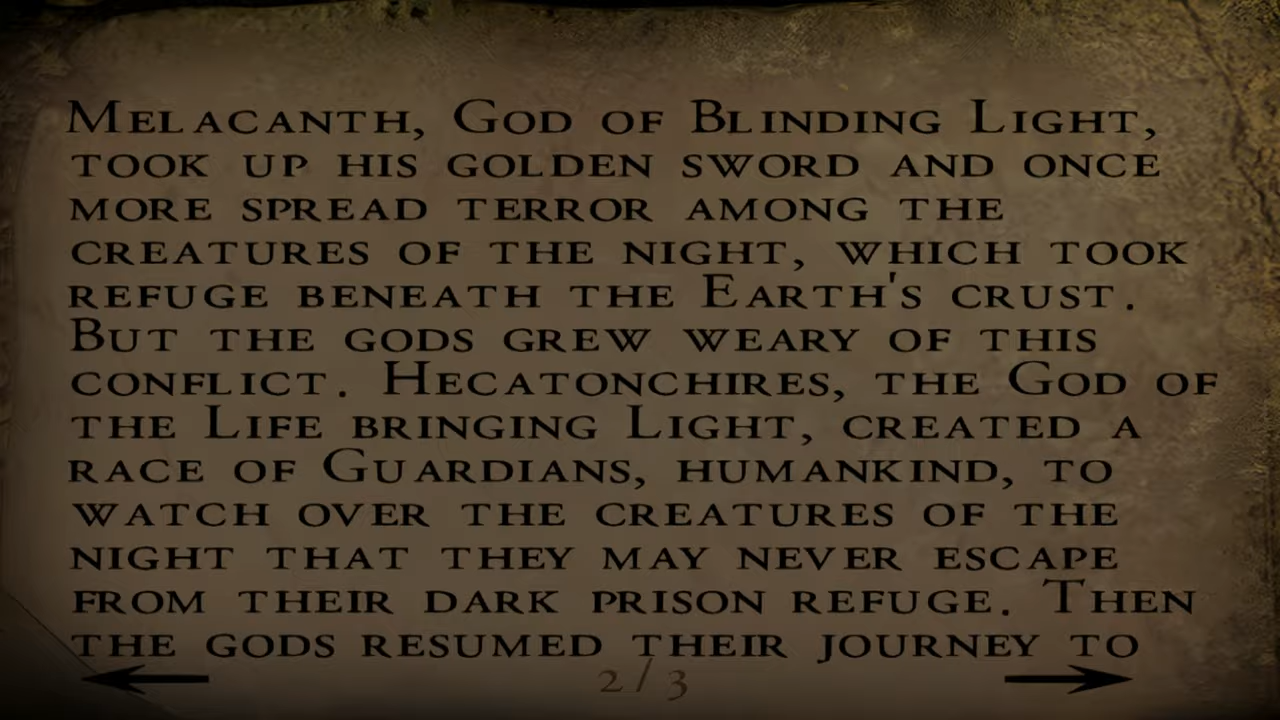 Melacanth, God of Blinding Light,
took up his golden sword and once
more spread terror among the
creatures of the night, which took
refuge beneath the Earth's crust.
But the gods grew weary of this
conflict. Hecatonchires, the God of
the Life bringing Light, created a
race of Guardians, humankind, to
watch over the creatures of the
night that they may never escape
from their dark prison refuge. Then
the gods resumed their journey to
2/3